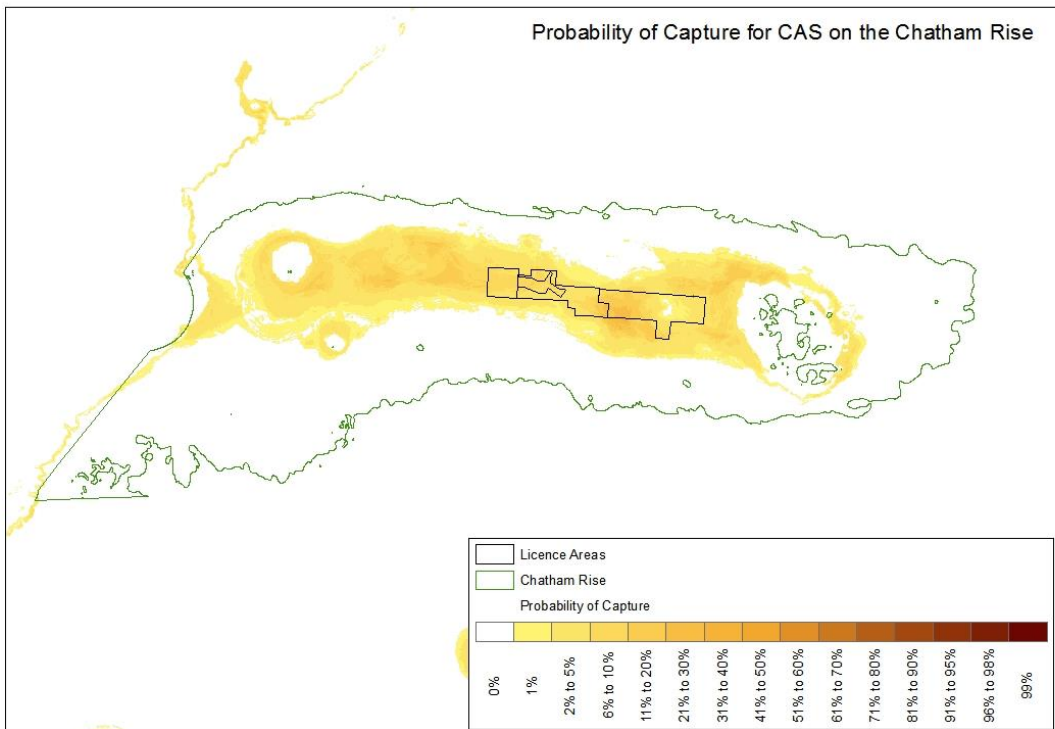 Probability of Capture for CAS on the Chatham Rise
Licence Areas
Chatham Rise
Probability of Capture
0%
1%
2% to 5%
6% to 10%
11% to 20%
21% to 30%
31% to 40%
41% to 50%
51% to 60%
61% to 70%
71% to 80%
81% to 90%
91% to 95%
96% to 98%
99%